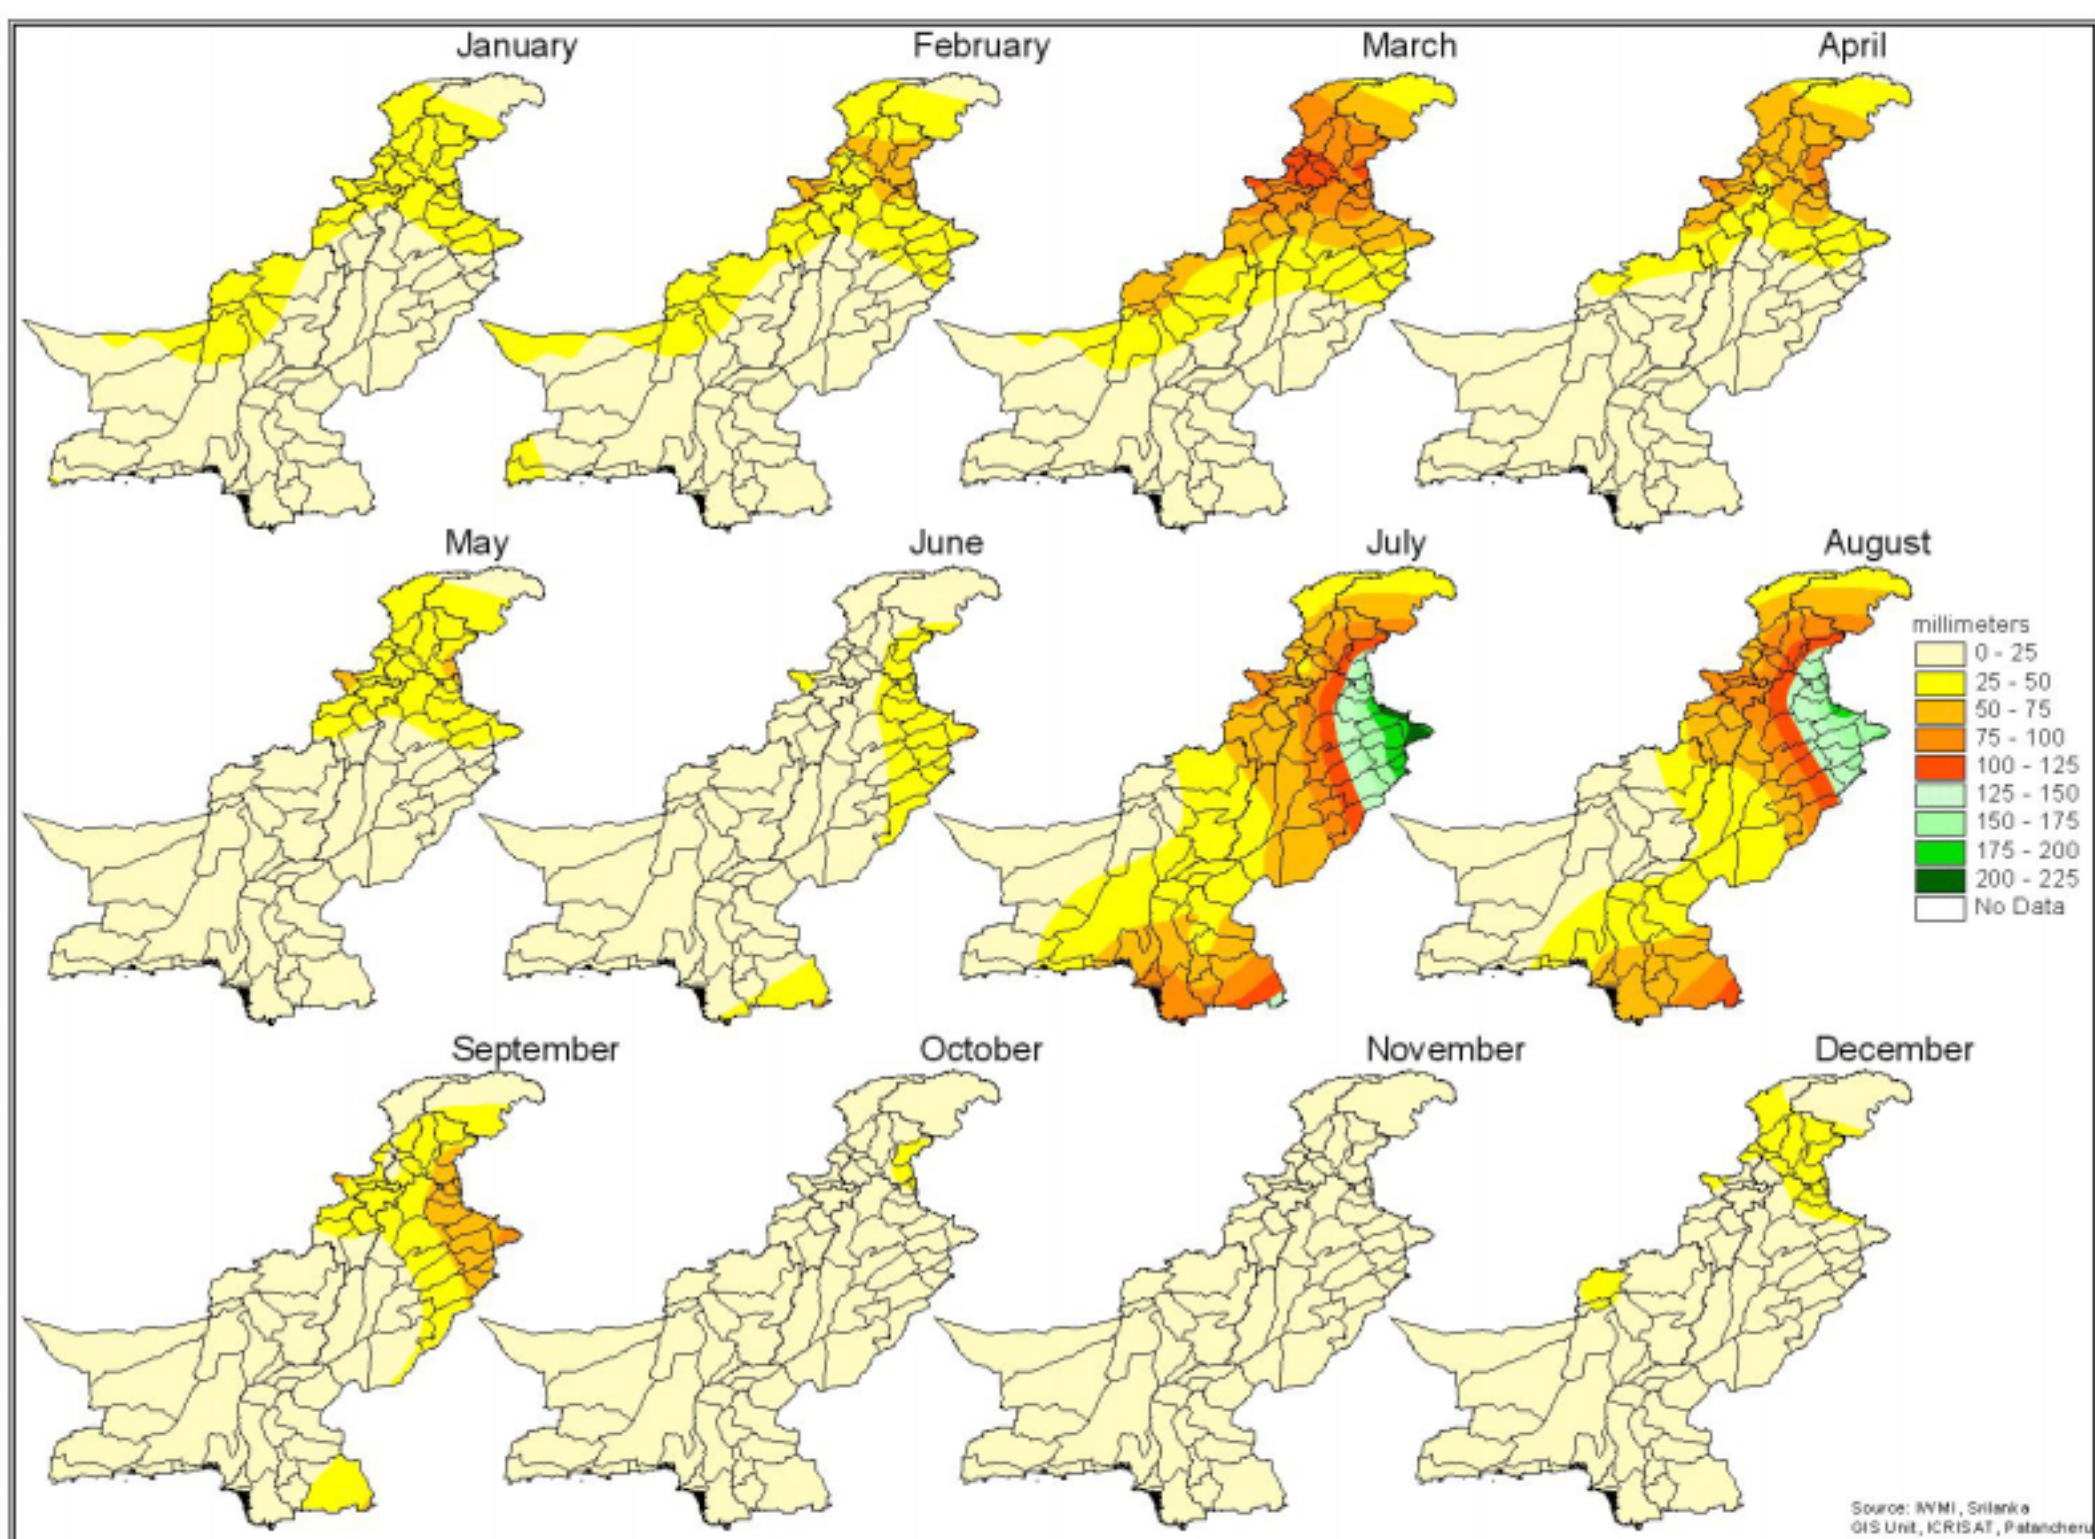 January
February
March
April
May
June
July
August
millimeters
0 - 25
25 - 50
50 - 75
75 - 100
100 - 125
125 - 150
150 - 175
175 - 200
200 - 225
No Data
September
October
November
December
Source: IWMI, Srilanka
GIS Unit, ICRISAT, Patancheru